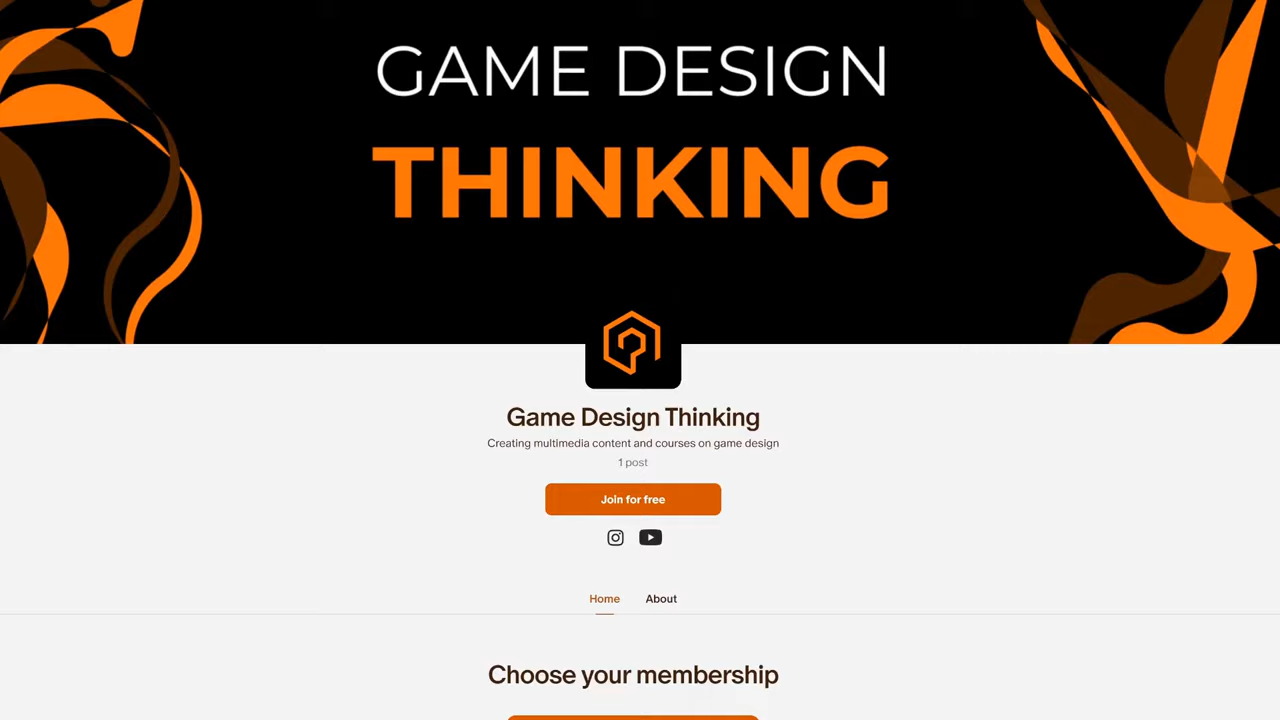 GAME DESIGN
THINKING
Game Design Thinking
Creating multimedia content and courses on game design
1 post
Join for free
Home About
Choose your membership